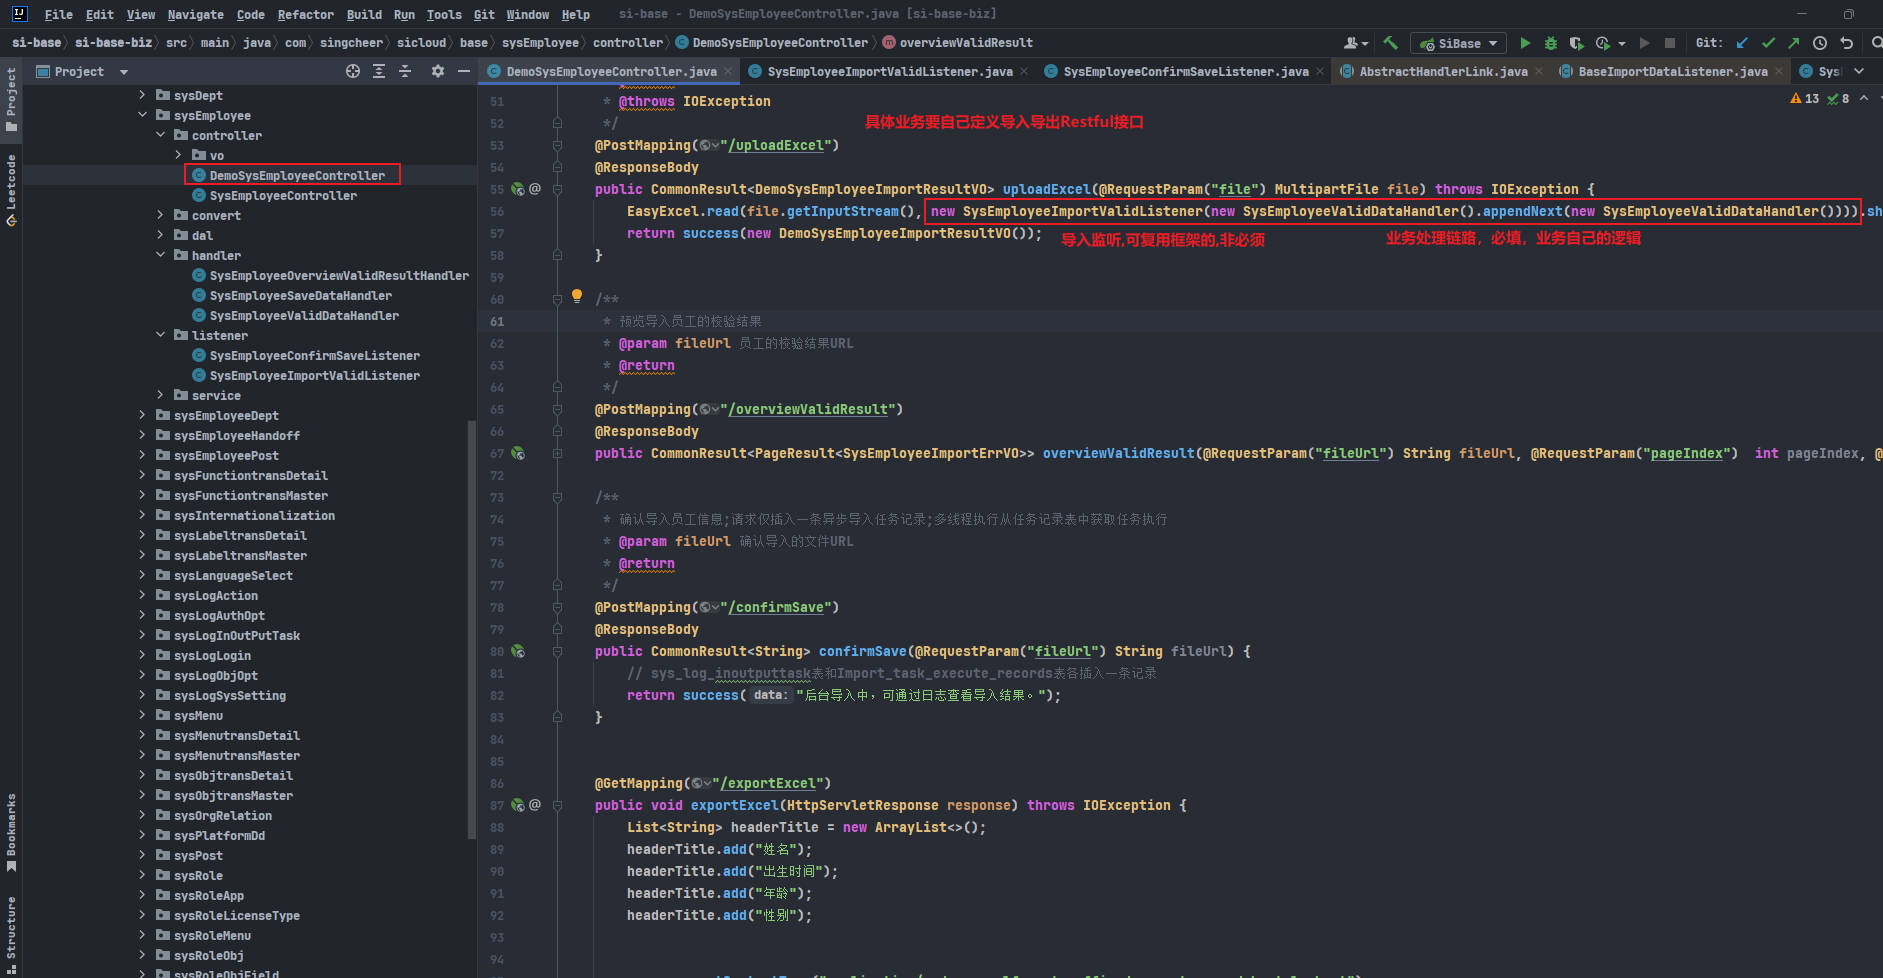 File Edit View Navigate Code Refactor Build Run Tools Git Window Help si-base - DemoSysEmployeeController.java [si-base-biz]
si-base si-base-biz src main java com singcheer sicloud base sysEmployee controller DemoSysEmployeeController overviewValidResult SiBase Git:
Project DemoSysEmployeeController.java SysEmployeeImportValidListener.java SysEmployeeConfirmSaveListener.java AbstractHandlerLink.java BaseImportDataListener.java Sys
Project
Leetcode
Bookmarks
Structure
sysDept
sysEmployee
controller
vo
DemoSysEmployeeController
SysEmployeeController
convert
dal
handler
SysEmployeeOverviewValidResultHandler
SysEmployeeSaveDataHandler
SysEmployeeValidDataHandler
listener
SysEmployeeConfirmSaveListener
SysEmployeeImportValidListener
service
sysEmployeeDept
sysEmployeeHandoff
sysEmployeePost
sysFunctiontransDetail
sysFunctiontransMaster
sysInternationalization
sysLabeltransDetail
sysLabeltransMaster
sysLanguageSelect
sysLogAction
sysLogAuthOpt
sysLogInOutPutTask
sysLogLogin
sysLogObjOpt
sysLogSysSetting
sysMenu
sysMenutransDetail
sysMenutransMaster
sysObjtransDetail
sysObjtransMaster
sysOrgRelation
sysPlatformDd
sysPost
sysRole
sysRoleApp
sysRoleLicenseType
sysRoleMenu
sysRoleObj
sysRoleObjField
13 8
51 * @throws IOException
52 */
具体业务要自己定义导入导出Restful接口
53 @PostMapping("/uploadExcel")
54 @ResponseBody
55 @ public CommonResult<DemoSysEmployeeImportResultVO> uploadExcel(@RequestParam("file") MultipartFile file) throws IOException {
56 EasyExcel.read(file.getInputStream(), new SysEmployeeImportValidListener(new SysEmployeeValidDataHandler().appendNext(new SysEmployeeValidDataHandler()))).sh
57 return success(new DemoSysEmployeeImportResultVO());
导入监听,可复用框架的,非必须 业务处理链路，必填，业务自己的逻辑
58 }
59
60 /**
61 * 预览导入员工的校验结果
62 * @param fileUrl 员工的校验结果URL
63 * @return
64 */
65 @PostMapping("/overviewValidResult")
66 @ResponseBody
67 public CommonResult<PageResult<SysEmployeeImportErrVO>> overviewValidResult(@RequestParam("fileUrl") String fileUrl, @RequestParam("pageIndex") int pageIndex, @
72
73 /**
74 * 确认导入员工信息;请求仅插入一条异步导入任务记录;多线程执行从任务记录表中获取任务执行
75 * @param fileUrl 确认导入的文件URL
76 * @return
77 */
78 @PostMapping("/confirmSave")
79 @ResponseBody
80 public CommonResult<String> confirmSave(@RequestParam("fileUrl") String fileUrl) {
81 // sys_log_inoutputtask表和Import_task_execute_records表各插入一条记录
82 return success( data: "后台导入中，可通过日志查看导入结果。");
83 }
84
85
86 @GetMapping("/exportExcel")
87 @ public void exportExcel(HttpServletResponse response) throws IOException {
88 List<String> headerTitle = new ArrayList<>();
89 headerTitle.add("姓名");
90 headerTitle.add("出生时间");
91 headerTitle.add("年龄");
92 headerTitle.add("性别");
93
94